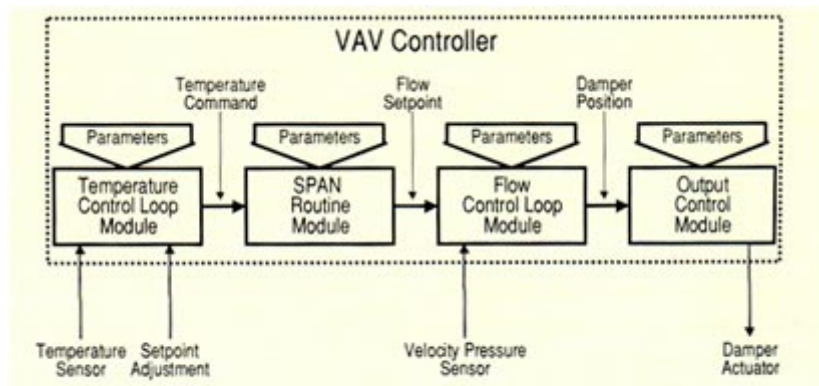 VAV Controller
Temperature
Command
Flow
Setpoint
Damper
Position
Parameters
Parameters
Parameters
Parameters
Temperature
Control Loop
Module
SPAN
Routine
Module
Flow
Control Loop
Module
Output
Control
Module
Temperature
Sensor
Setpoint
Adjustment
Velocity Pressure
Sensor
Damper
Actuator